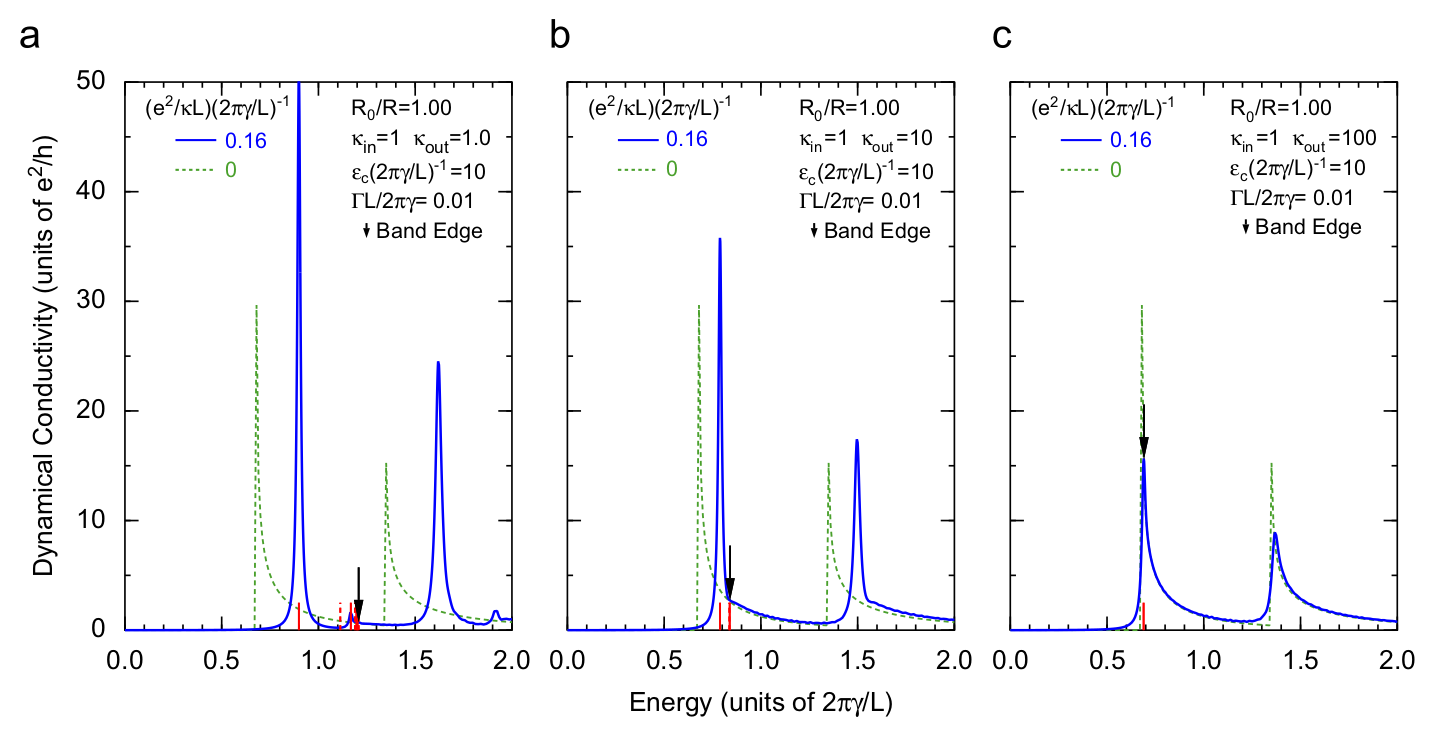 a
b
c
Dynamical Conductivity (units of e²/h)
50
40
30
20
10
0
(e²/κL)(2πγ/L)⁻¹
0.16
0
R₀/R=1.00
κin=1 κout=1.0
εc(2πγ/L)⁻¹=10
ΓL/2πγ= 0.01
Band Edge
0.0 0.5 1.0 1.5 2.0
(e²/κL)(2πγ/L)⁻¹
0.16
0
R₀/R=1.00
κin=1 κout=10
εc(2πγ/L)⁻¹=10
ΓL/2πγ= 0.01
Band Edge
0.0 0.5 1.0 1.5 2.0
(e²/κL)(2πγ/L)⁻¹
0.16
0
R₀/R=1.00
κin=1 κout=100
εc(2πγ/L)⁻¹=10
ΓL/2πγ= 0.01
Band Edge
0.0 0.5 1.0 1.5 2.0
Energy (units of 2πγ/L)